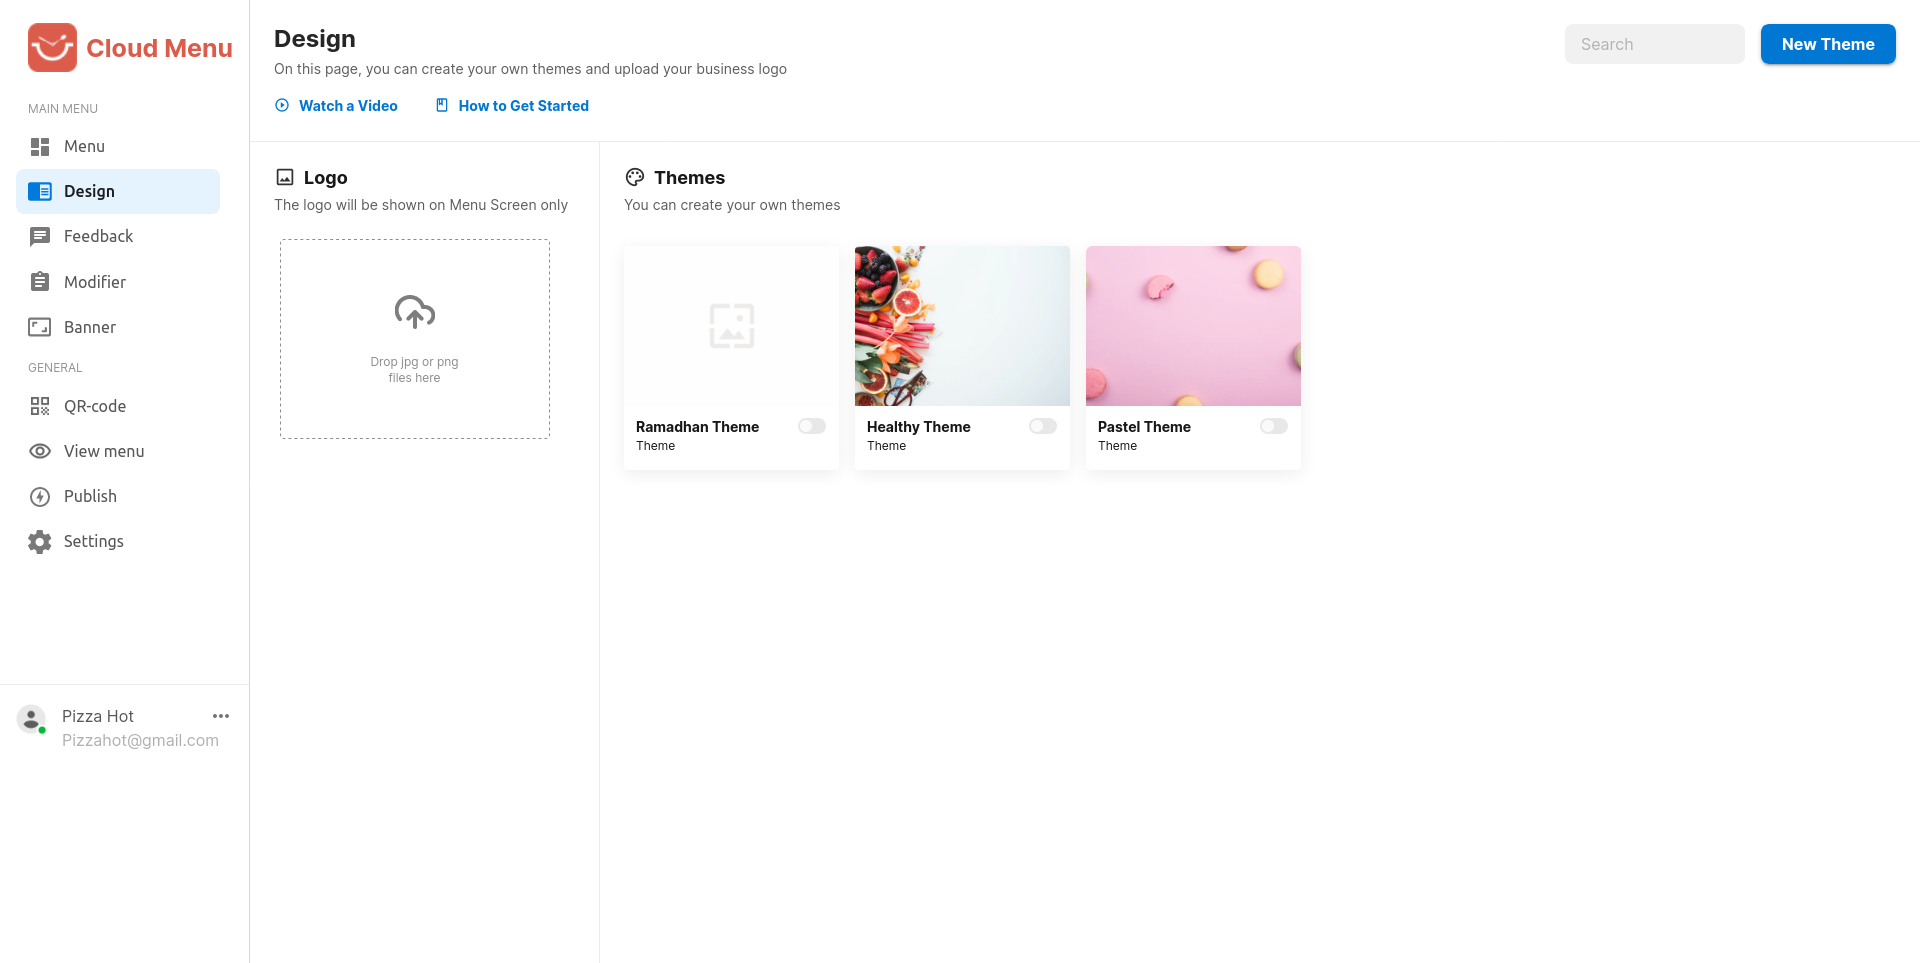 Cloud Menu
MAIN MENU
Menu
Design
Feedback
Modifier
Banner
GENERAL
QR-code
View menu
Publish
Settings
Pizza Hot
Pizzahot@gmail.com
Design
On this page, you can create your own themes and upload your business logo
Watch a Video
How to Get Started
Search
New Theme
Logo
The logo will be shown on Menu Screen only
Drop jpg or png
files here
Themes
You can create your own themes
Ramadhan Theme
Theme
Healthy Theme
Theme
Pastel Theme
Theme